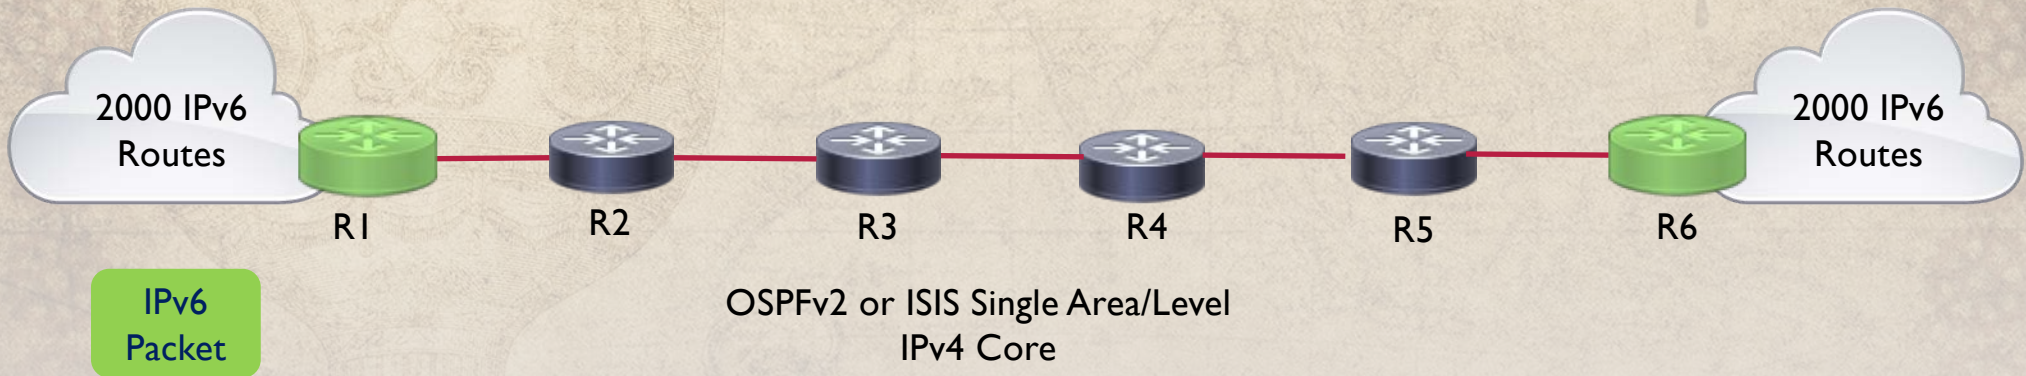 2000 IPv6
Routes
2000 IPv6
Routes
R1
R2
R3
R4
R5
R6
IPv6
Packet
OSPFv2 or ISIS Single Area/Level
IPv4 Core